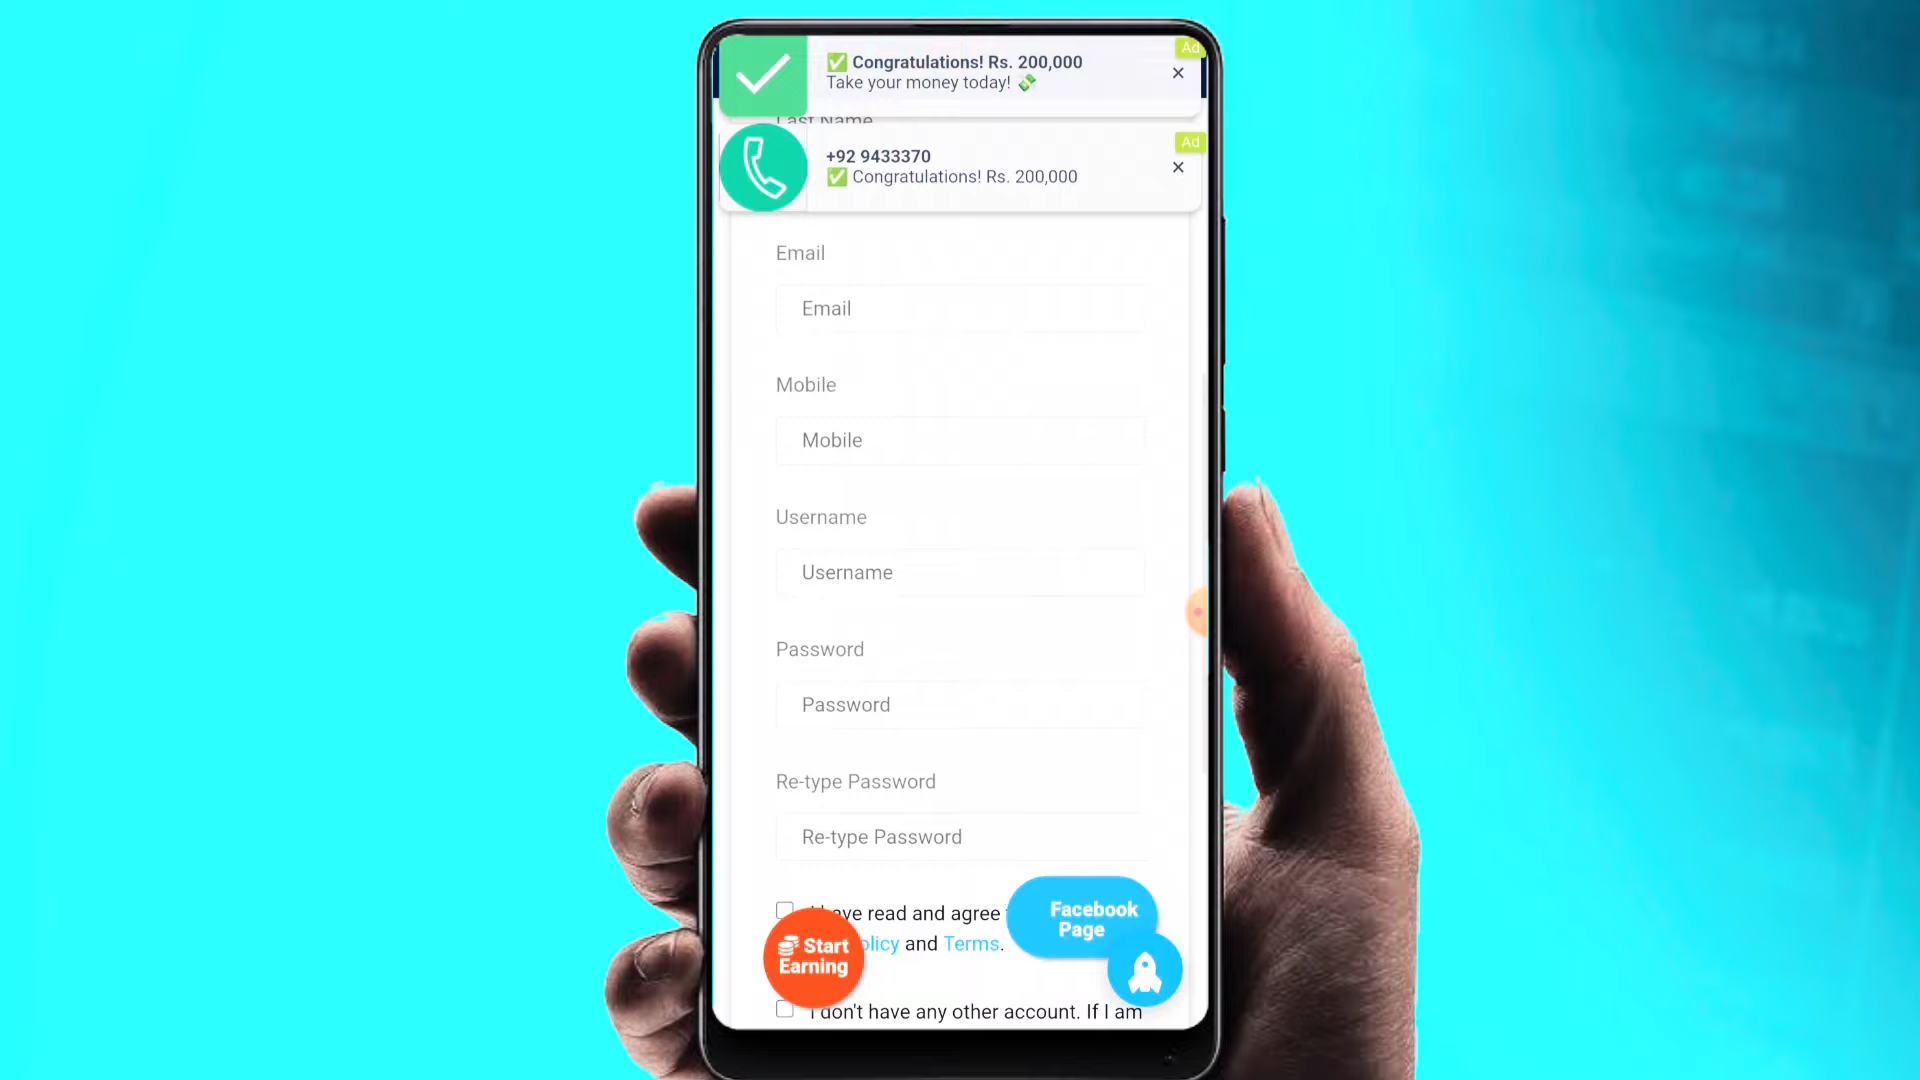 Ad
✅ Congratulations! Rs. 200,000
Take your money today! 💸
Last Name
Ad
+92 9433370
✅ Congratulations! Rs. 200,000
Email
Email
Mobile
Mobile
Username
Username
Password
Password
Re-type Password
Re-type Password
I have read and agree
olicy and Terms.
Facebook
Page
Start
Earning
I don't have any other account. If I am